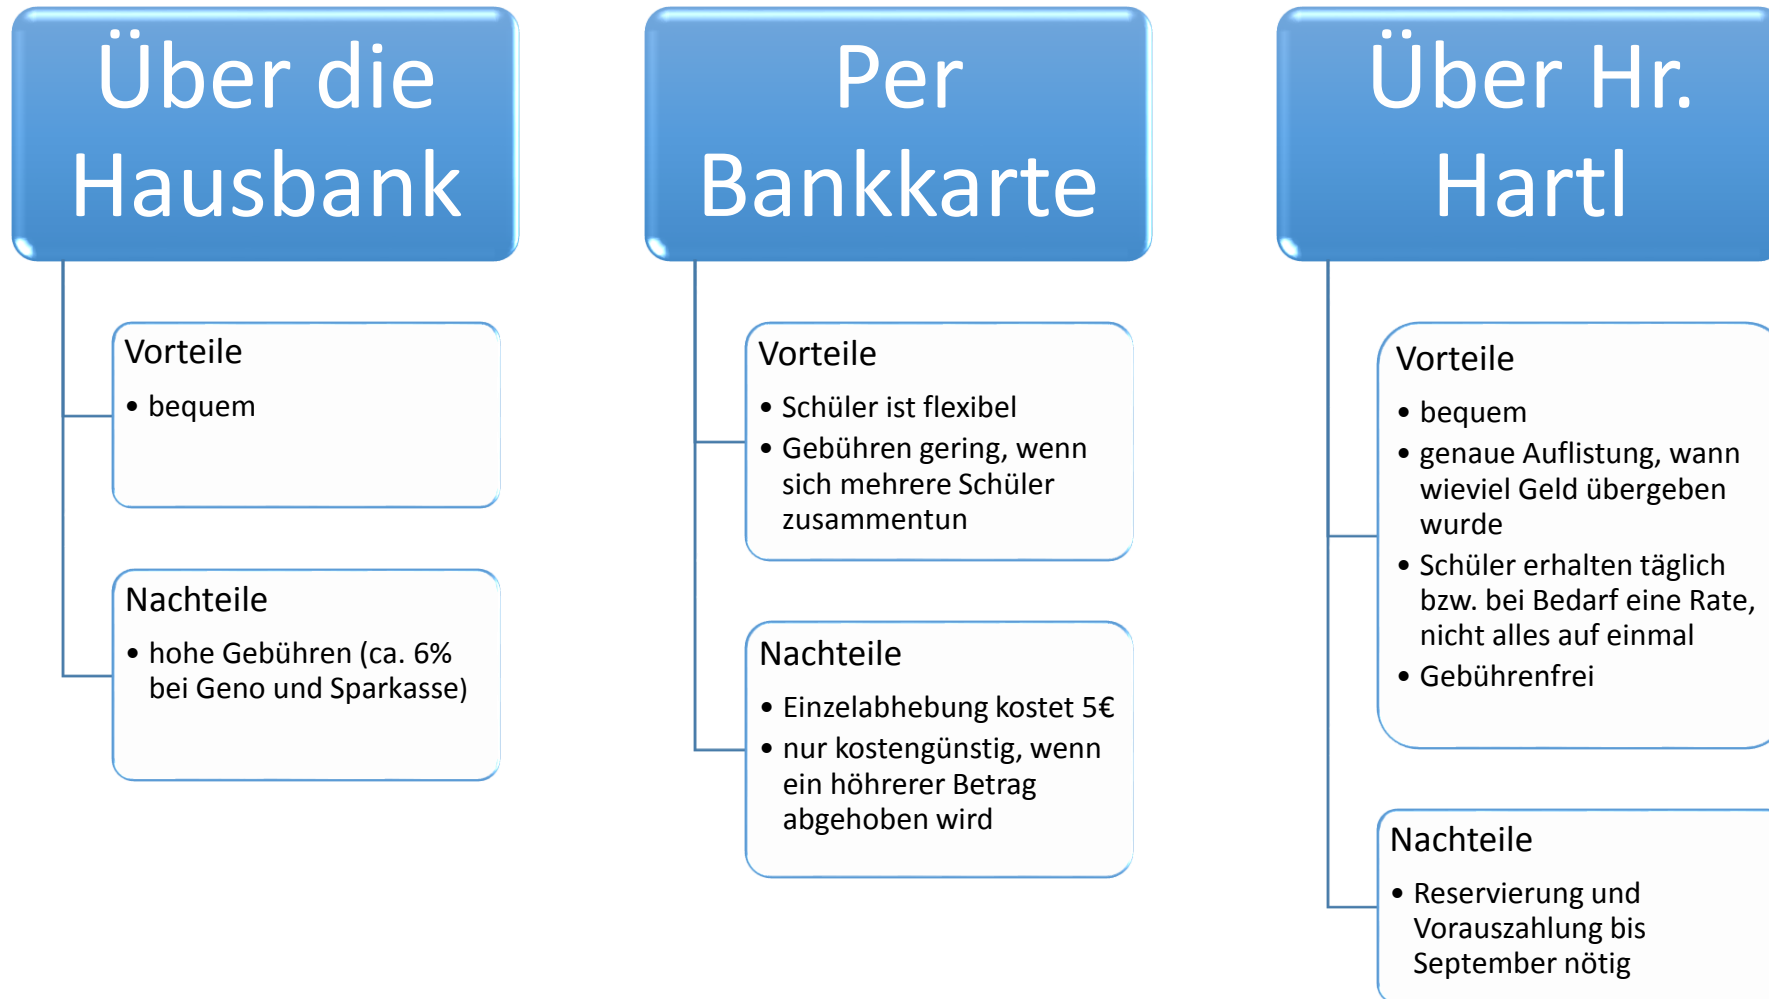 Über die
Hausbank
Vorteile
• bequem
Nachteile
• hohe Gebühren (ca. 6%
bei Geno und Sparkasse)
Per
Bankkarte
Vorteile
• Schüler ist flexibel
• Gebühren gering, wenn
sich mehrere Schüler
zusammentun
Nachteile
• Einzelabhebung kostet 5€
• nur kostengünstig, wenn
ein höhrerer Betrag
abgehoben wird
Über Hr.
Hartl
Vorteile
• bequem
• genaue Auflistung, wann
wieviel Geld übergeben
wurde
• Schüler erhalten täglich
bzw. bei Bedarf eine Rate,
nicht alles auf einmal
• Gebührenfrei
Nachteile
• Reservierung und
Vorauszahlung bis
September nötig